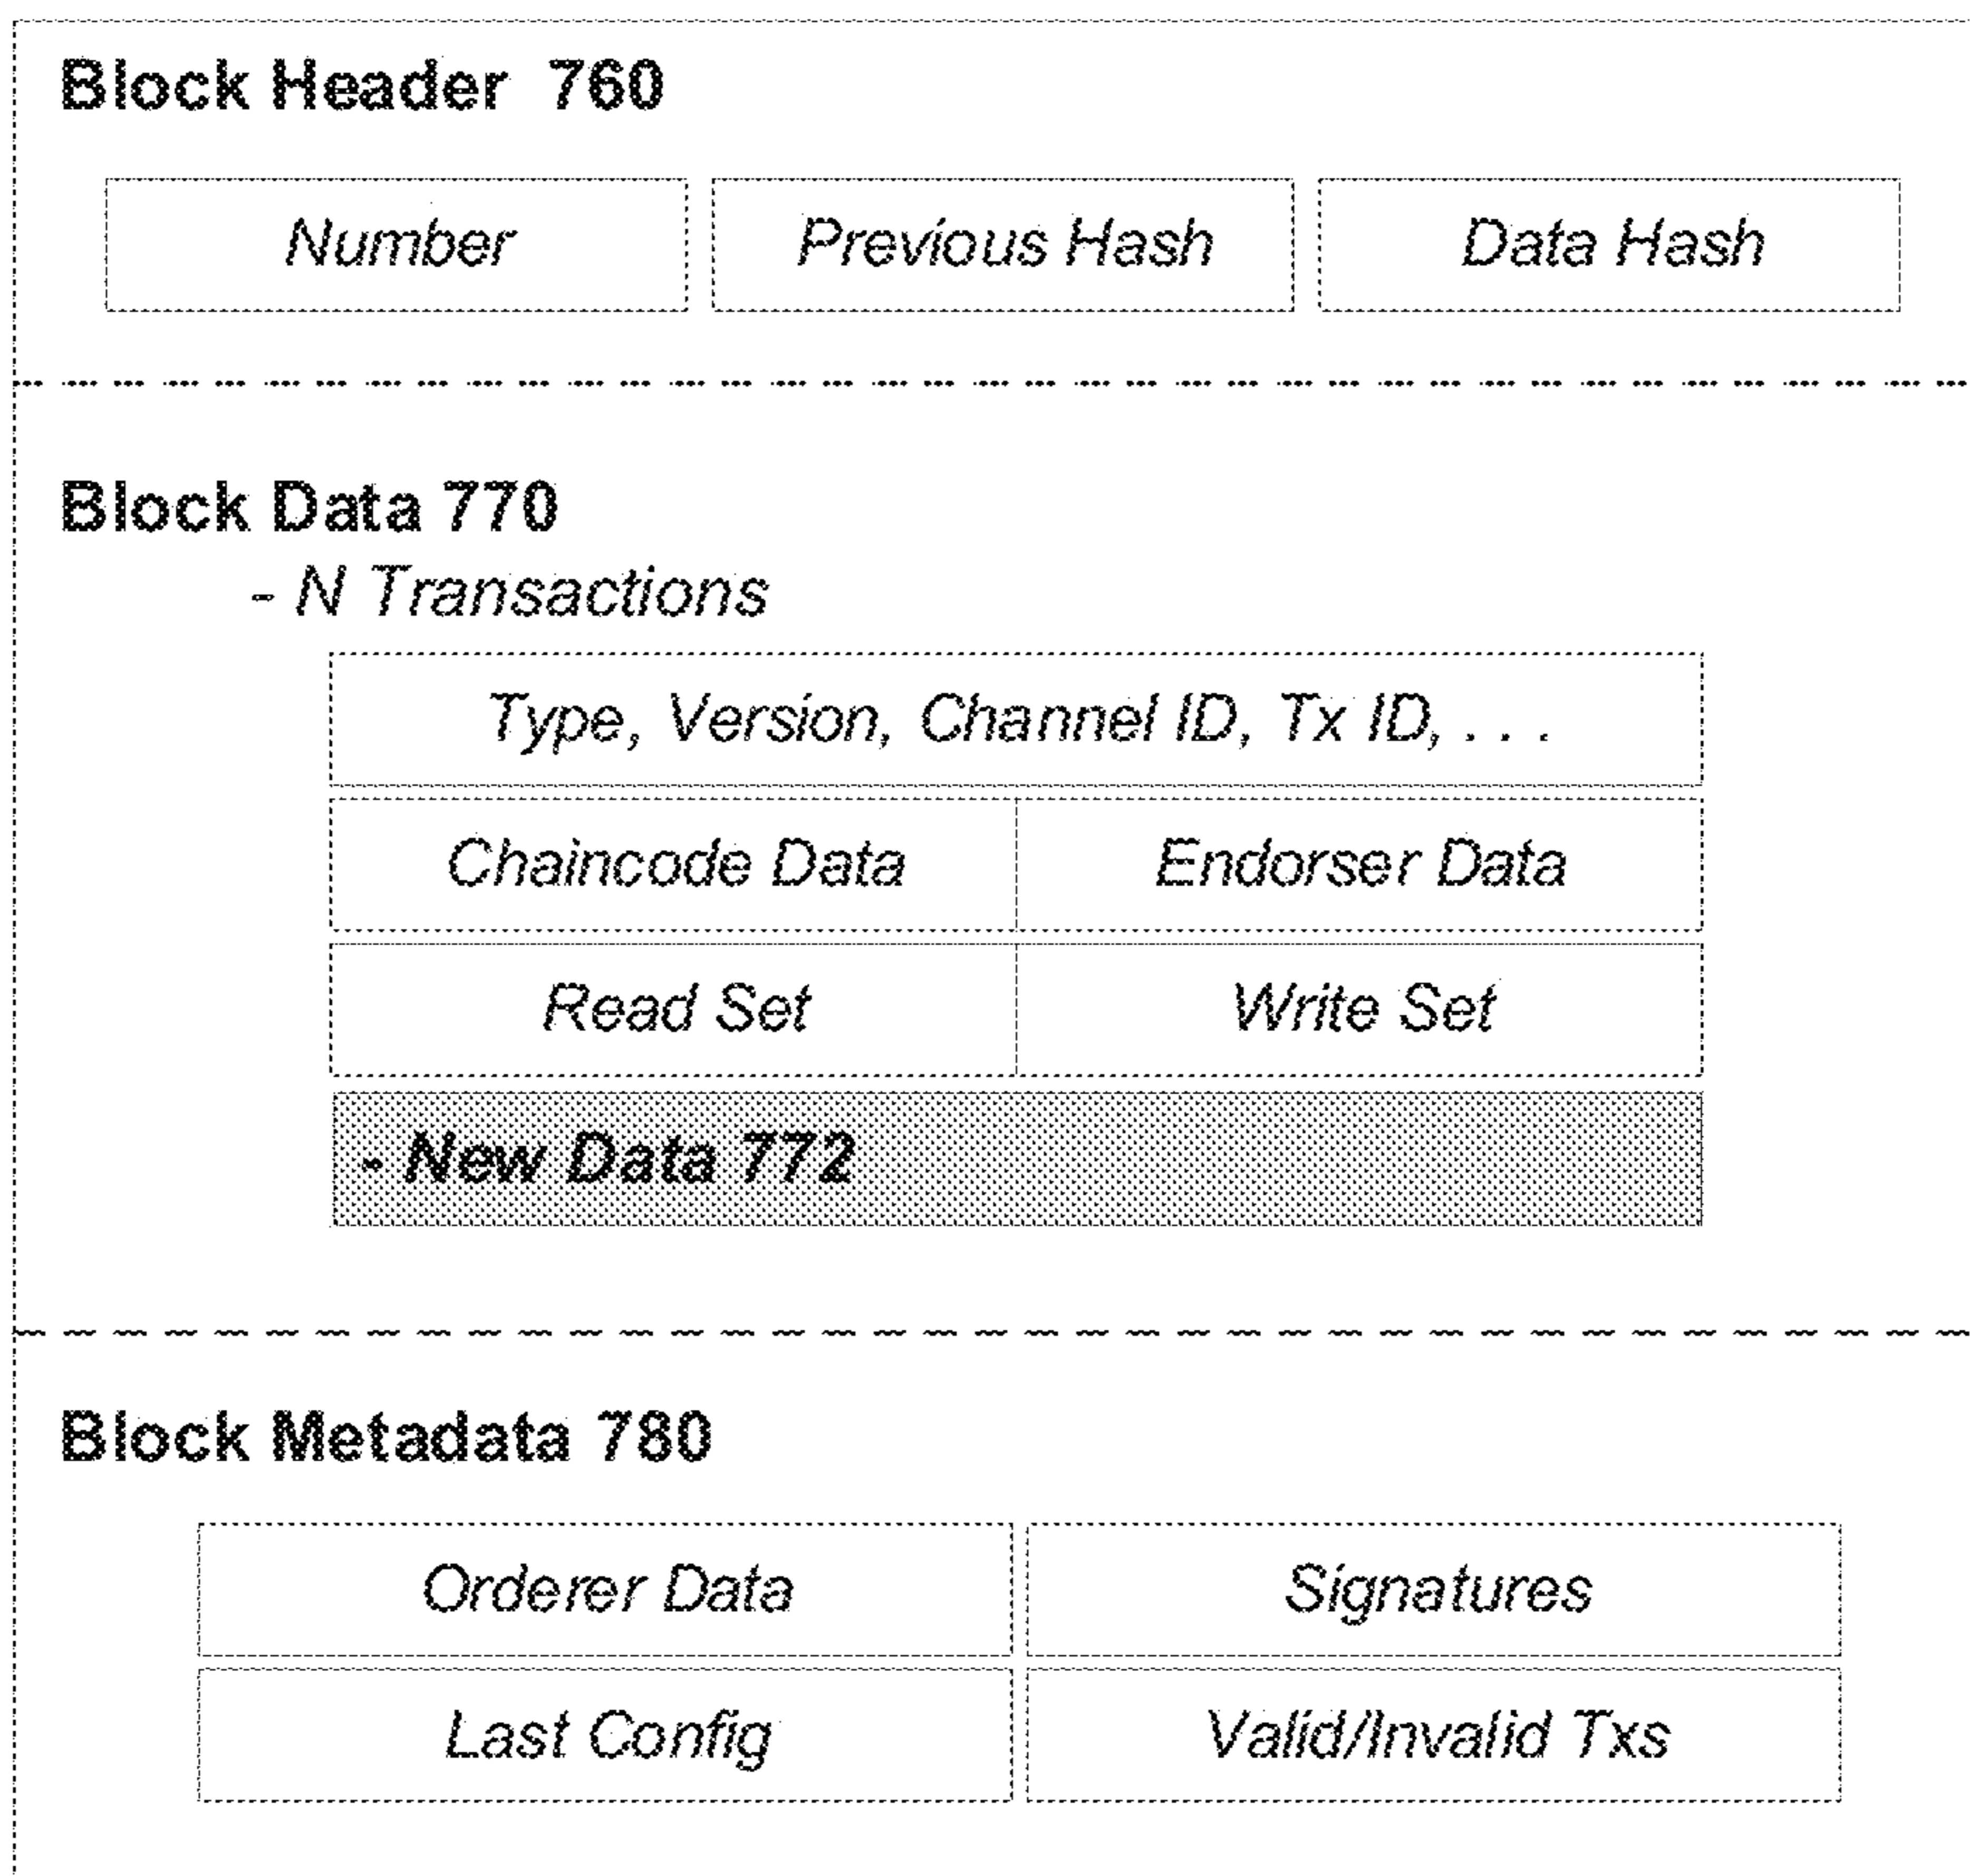 Block Header 760
Number Previous Hash Data Hash
Block Data 770
- N Transactions
Type, Version, Channel ID, Tx ID, . . .
Chaincode Data Endorser Data
Read Set Write Set
- New Data 772
Block Metadata 780
Orderer Data Signatures
Last Config Valid/Invalid Txs